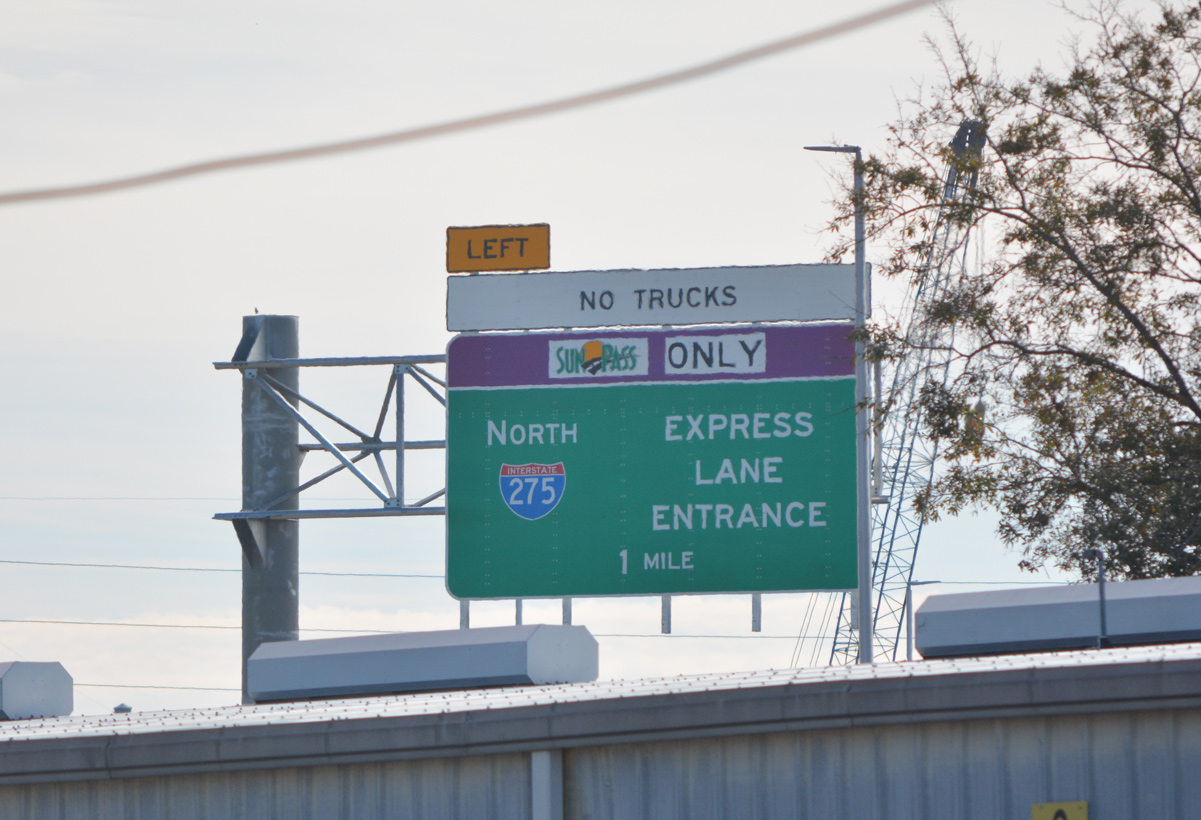 LEFT
NO TRUCKS
SUNPASS ONLY
NORTH
INTERSTATE
275
EXPRESS
LANE
ENTRANCE
1 MILE